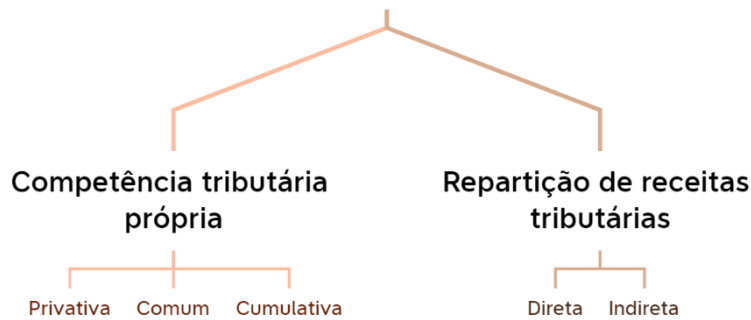 Competência tributária
própria
Repartição de receitas
tributárias
Privativa Comum Cumulativa
Direta Indireta